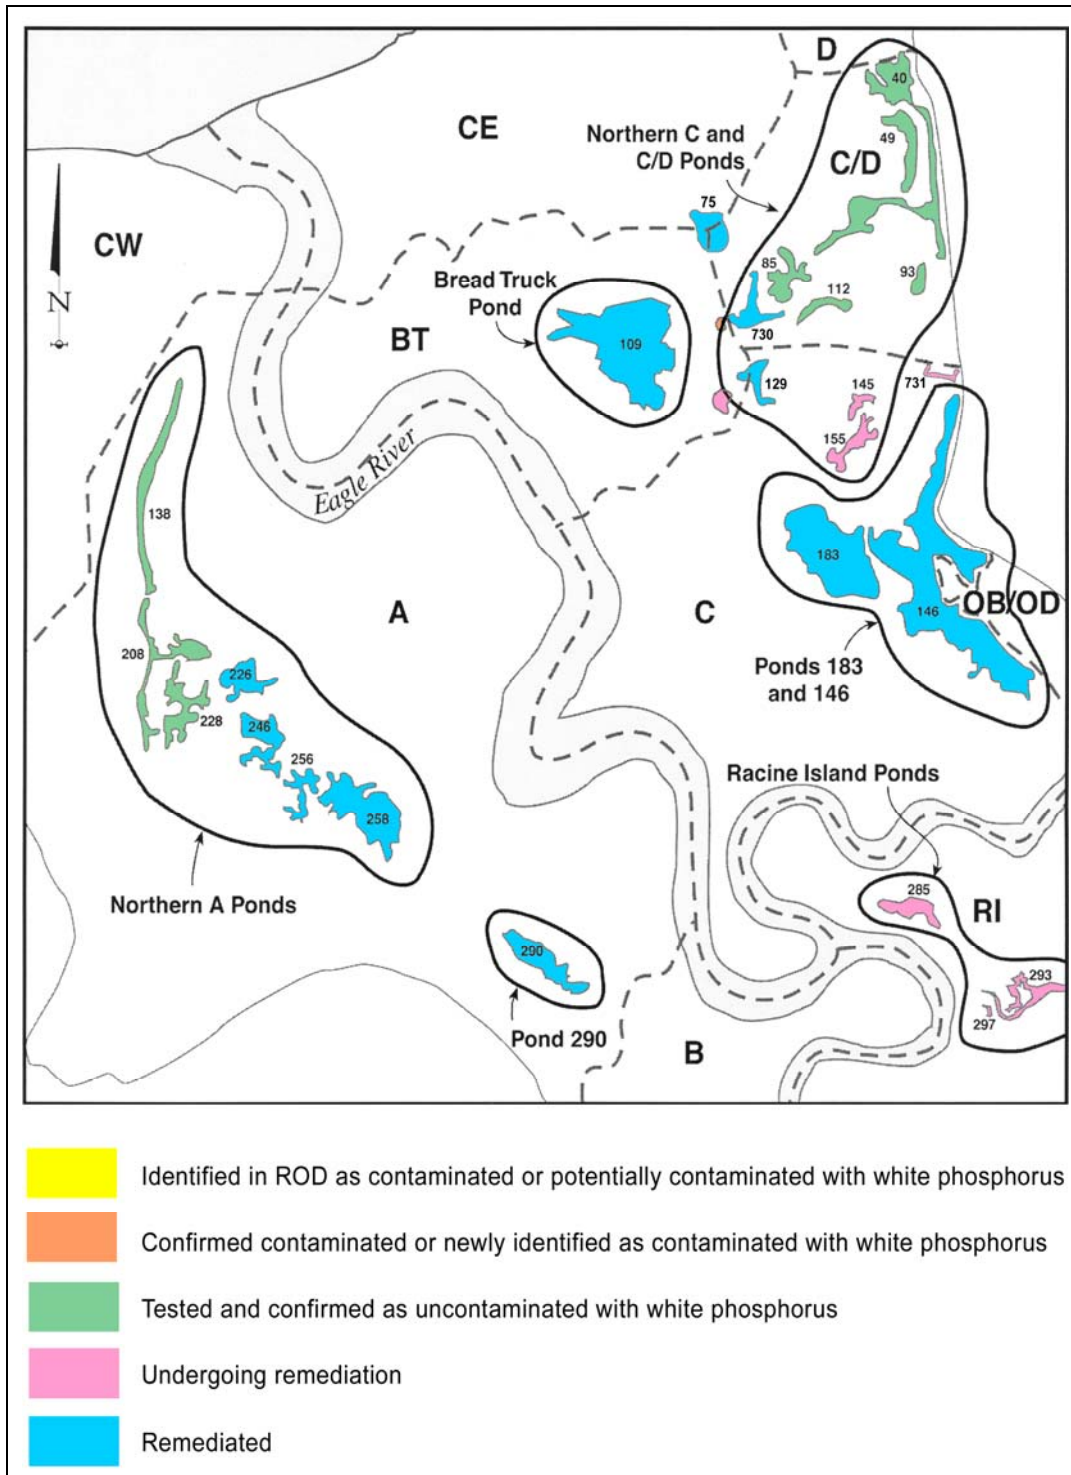 D
40
CE
Northern C and
C/D Ponds
49
C/D
CW
75
N
85
93
Bread Truck
Pond
112
BT
109
730
129
731
145
155
Eagle River
138
183
OB/OD
A
C
146
208
226
Ponds 183
and 146
228
246
256
Racine Island Ponds
258
285
Northern A Ponds
RI
290
293
297
Pond 290
B
Identified in ROD as contaminated or potentially contaminated with white phosphorus
Confirmed contaminated or newly identified as contaminated with white phosphorus
Tested and confirmed as uncontaminated with white phosphorus
Undergoing remediation
Remediated